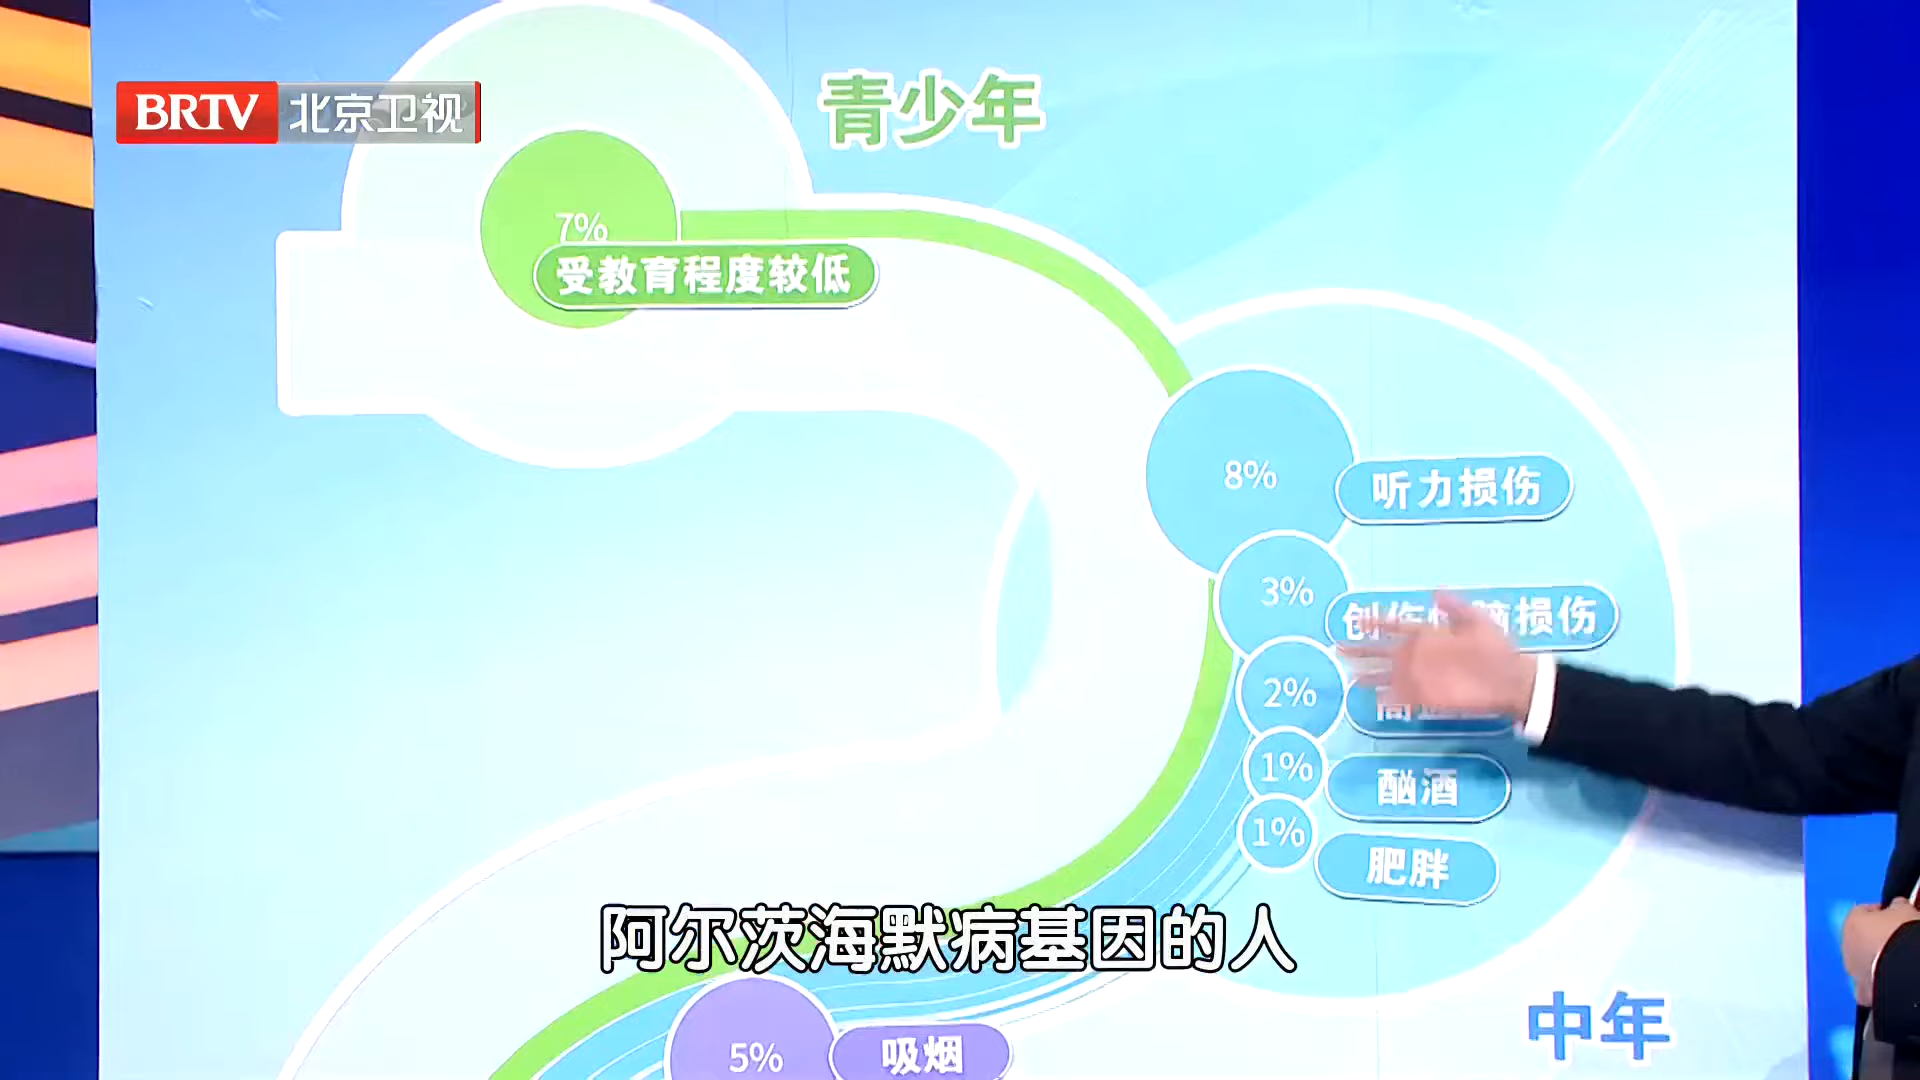 BRTV 北京卫视
青少年
7%
受教育程度较低
8%
听力损伤
3%
损伤
2%
1%
酗酒
1%
肥胖
阿尔茨海默病基因的人
5%
吸烟
中年